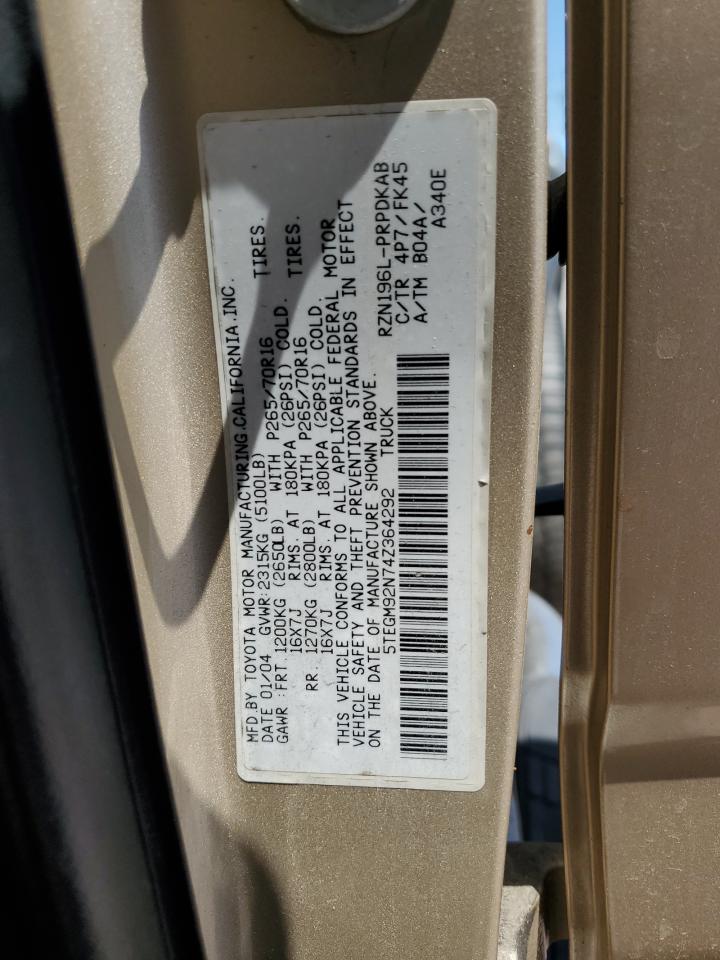 MFD.BY TOYOTA MOTOR MANUFACTURING.CALIFORNIA.INC.
DATE 01/04 GVWR:2315KG (5100LB)
GAWR :FRT.1200KG (2650LB) WITH P265/70R16 TIRES.
16X7J RIMS. AT 180KPA (26PSI) COLD.
RR 1270KG (2800LB) WITH P265/70R16 TIRES.
16X7J RIMS. AT 180KPA (26PSI) COLD.
THIS VEHICLE CONFORMS TO ALL APPLICABLE FEDERAL MOTOR
VEHICLE SAFETY AND THEFT PREVENTION STANDARDS IN EFFECT
ON THE DATE OF MANUFACTURE SHOWN ABOVE.
5TEGM92N74Z364292 TRUCK
RZN196L-PRPDKAB
C/TR 4P7/FK45
A/TM B04A/
A340E